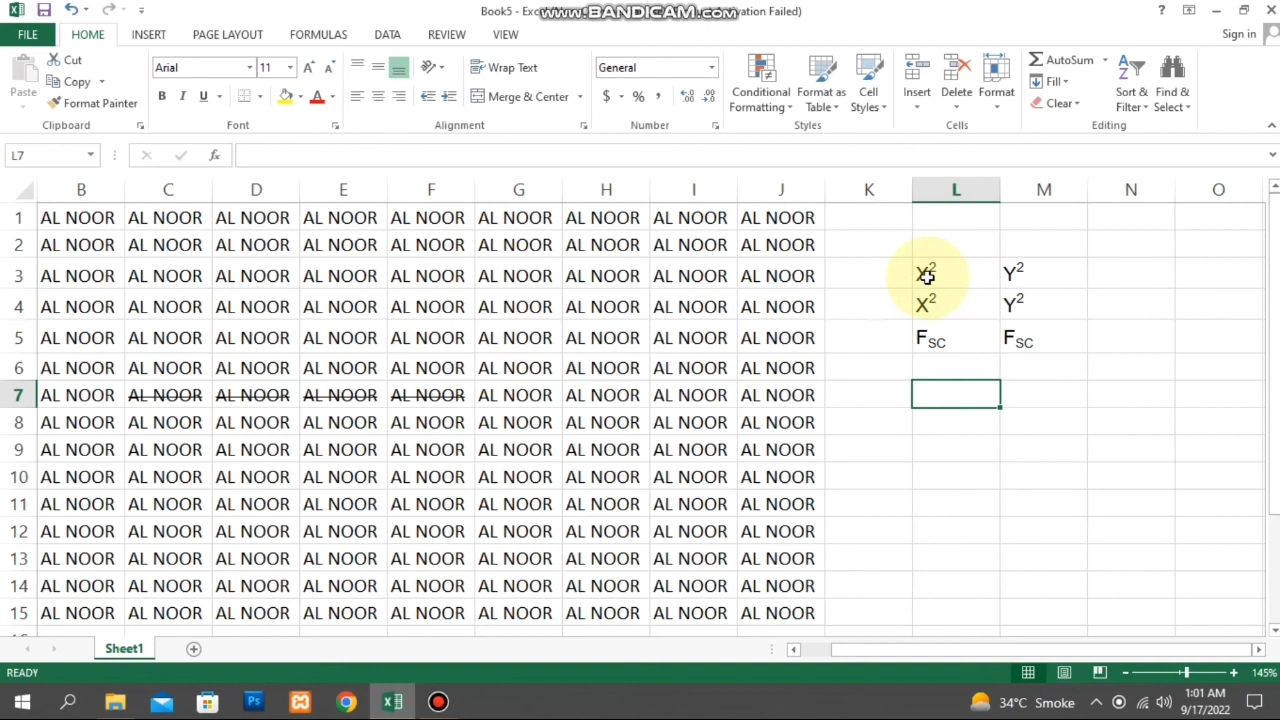 Book5 - Excel
www.BANDICAM.com
ivation Failed)
FILE HOME INSERT PAGE LAYOUT FORMULAS DATA REVIEW VIEW Sign in
Paste Cut Copy Format Painter Clipboard
Arial 11 A A B I U A Font
Wrap Text Merge & Center Alignment
General $ % , Number
Conditional Formatting Format as Table Cell Styles Styles
Insert Delete Format Cells
AutoSum Fill Clear Sort & Filter Find & Select Editing
L7 fx
B C D E F G H I J K L M N O
1 AL NOOR AL NOOR AL NOOR AL NOOR AL NOOR AL NOOR AL NOOR AL NOOR AL NOOR
2 AL NOOR AL NOOR AL NOOR AL NOOR AL NOOR AL NOOR AL NOOR AL NOOR AL NOOR
3 AL NOOR AL NOOR AL NOOR AL NOOR AL NOOR AL NOOR AL NOOR AL NOOR AL NOOR X² Y²
4 AL NOOR AL NOOR AL NOOR AL NOOR AL NOOR AL NOOR AL NOOR AL NOOR AL NOOR X² Y²
5 AL NOOR AL NOOR AL NOOR AL NOOR AL NOOR AL NOOR AL NOOR AL NOOR AL NOOR FSC FSC
6 AL NOOR AL NOOR AL NOOR AL NOOR AL NOOR AL NOOR AL NOOR AL NOOR AL NOOR
7 AL NOOR AL NOOR AL NOOR AL NOOR AL NOOR AL NOOR AL NOOR AL NOOR AL NOOR
8 AL NOOR AL NOOR AL NOOR AL NOOR AL NOOR AL NOOR AL NOOR AL NOOR AL NOOR
9 AL NOOR AL NOOR AL NOOR AL NOOR AL NOOR AL NOOR AL NOOR AL NOOR AL NOOR
10 AL NOOR AL NOOR AL NOOR AL NOOR AL NOOR AL NOOR AL NOOR AL NOOR AL NOOR
11 AL NOOR AL NOOR AL NOOR AL NOOR AL NOOR AL NOOR AL NOOR AL NOOR AL NOOR
12 AL NOOR AL NOOR AL NOOR AL NOOR AL NOOR AL NOOR AL NOOR AL NOOR AL NOOR
13 AL NOOR AL NOOR AL NOOR AL NOOR AL NOOR AL NOOR AL NOOR AL NOOR AL NOOR
14 AL NOOR AL NOOR AL NOOR AL NOOR AL NOOR AL NOOR AL NOOR AL NOOR AL NOOR
15 AL NOOR AL NOOR AL NOOR AL NOOR AL NOOR AL NOOR AL NOOR AL NOOR AL NOOR
Sheet1
READY 145%
34°C Smoke 1:01 AM
9/17/2022